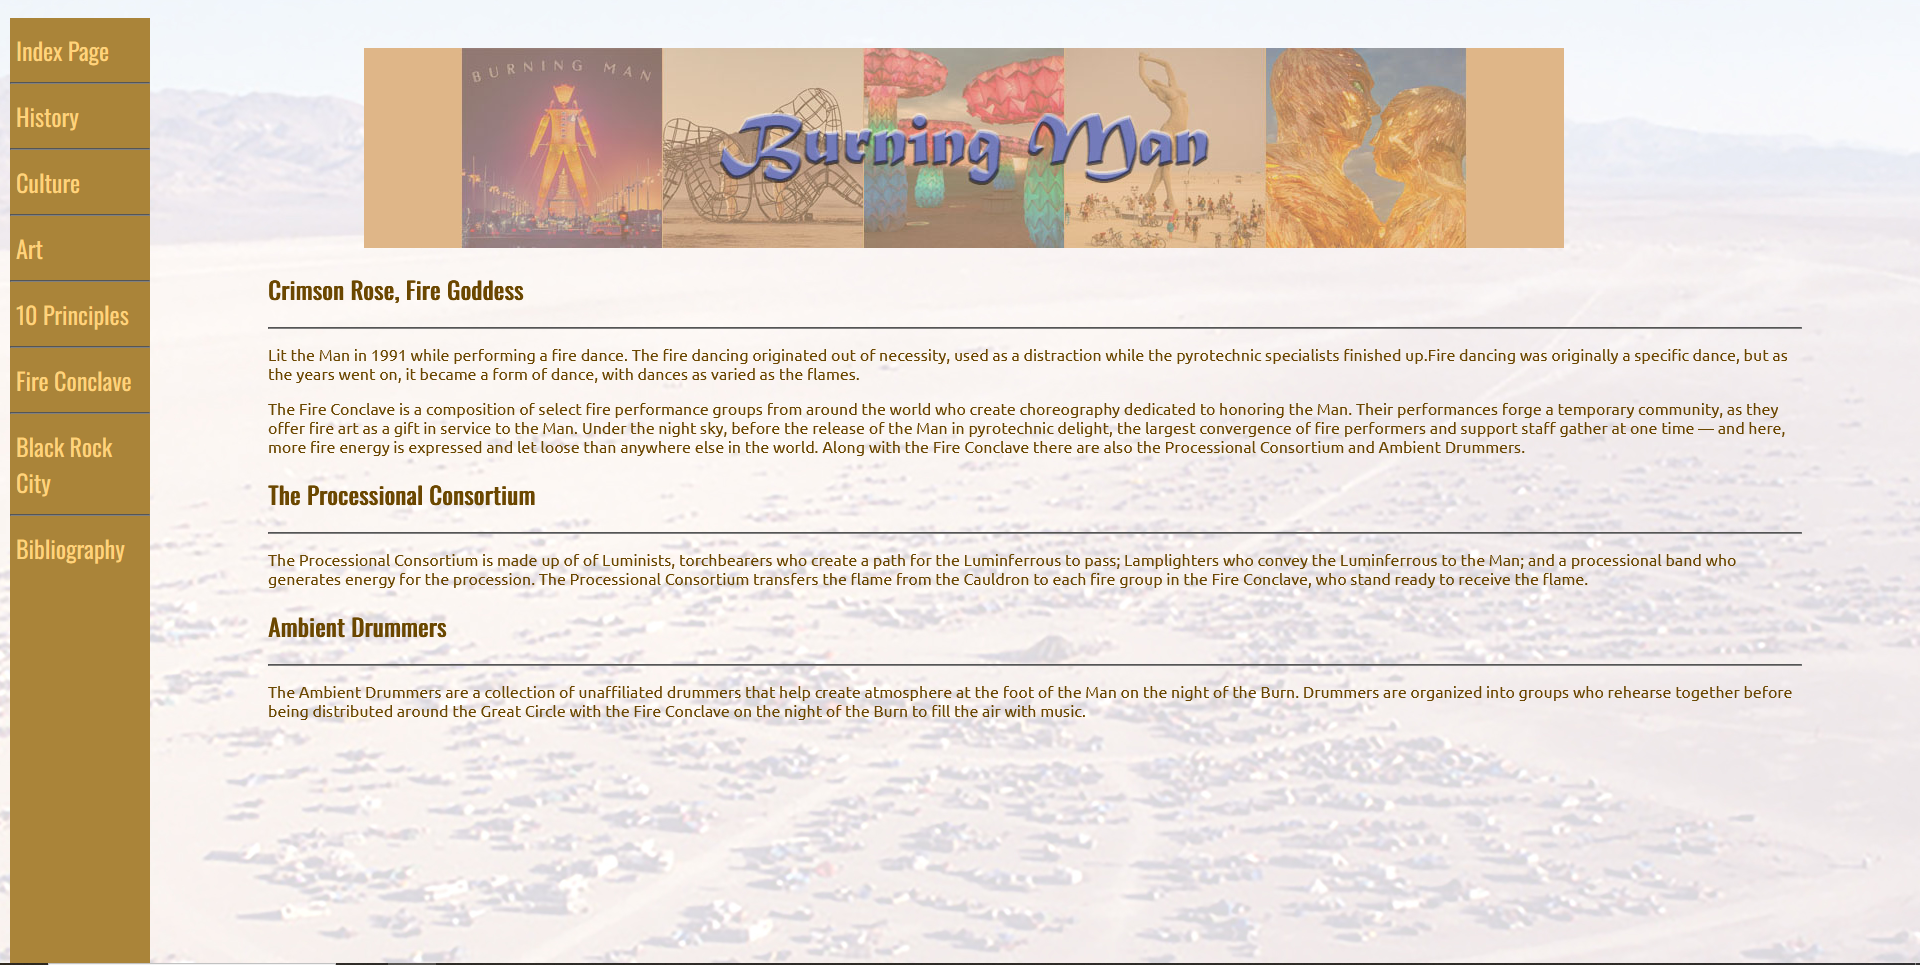 Index Page
History
Culture
Art
10 Principles
Fire Conclave
Black Rock
City
Bibliography
BURNING MAN
Burning Man
Crimson Rose, Fire Goddess
Lit the Man in 1991 while performing a fire dance. The fire dancing originated out of necessity, used as a distraction while the pyrotechnic specialists finished up.Fire dancing was originally a specific dance, but as
the years went on, it became a form of dance, with dances as varied as the flames.
The Fire Conclave is a composition of select fire performance groups from around the world who create choreography dedicated to honoring the Man. Their performances forge a temporary community, as they
offer fire art as a gift in service to the Man. Under the night sky, before the release of the Man in pyrotechnic delight, the largest convergence of fire performers and support staff gather at one time — and here,
more fire energy is expressed and let loose than anywhere else in the world. Along with the Fire Conclave there are also the Processional Consortium and Ambient Drummers.
The Processional Consortium
The Processional Consortium is made up of of Luminists, torchbearers who create a path for the Luminferrous to pass; Lamplighters who convey the Luminferrous to the Man; and a processional band who
generates energy for the procession. The Processional Consortium transfers the flame from the Cauldron to each fire group in the Fire Conclave, who stand ready to receive the flame.
Ambient Drummers
The Ambient Drummers are a collection of unaffiliated drummers that help create atmosphere at the foot of the Man on the night of the Burn. Drummers are organized into groups who rehearse together before
being distributed around the Great Circle with the Fire Conclave on the night of the Burn to fill the air with music.